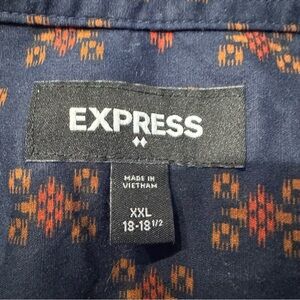 EXPRESS
MADE IN
VIETNAM
XXL
18-18 1/2